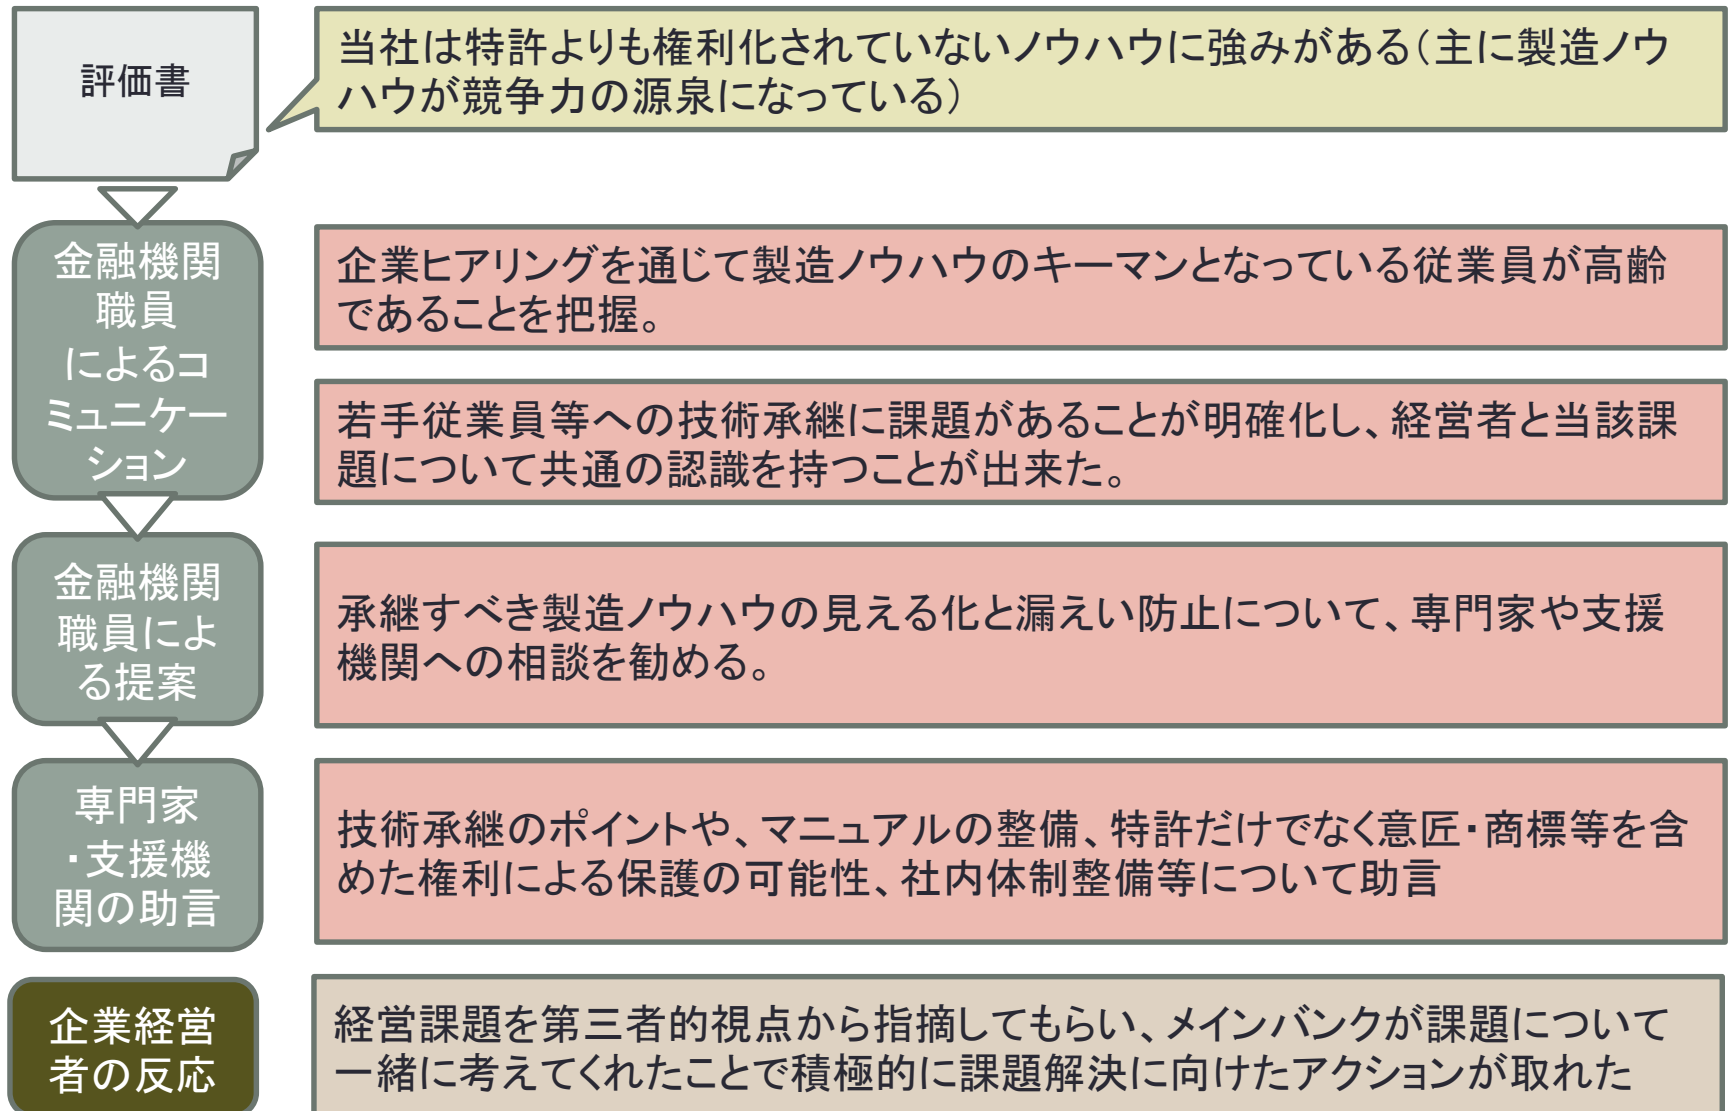 評価書
当社は特許よりも権利化されていないノウハウに強みがある（主に製造ノウ
ハウが競争力の源泉になっている）
金融機関
職員
によるコ
ミュニケー
ション
企業ヒアリングを通じて製造ノウハウのキーマンとなっている従業員が高齢
であることを把握。
若手従業員等への技術承継に課題があることが明確化し、経営者と当該課
題について共通の認識を持つことが出来た。
金融機関
職員によ
る提案
承継すべき製造ノウハウの見える化と漏えい防止について、専門家や支援
機関への相談を勧める。
専門家
・支援機
関の助言
技術承継のポイントや、マニュアルの整備、特許だけでなく意匠・商標等を含
めた権利による保護の可能性、社内体制整備等について助言
企業経営
者の反応
経営課題を第三者的視点から指摘してもらい、メインバンクが課題について
一緒に考えてくれたことで積極的に課題解決に向けたアクションが取れた